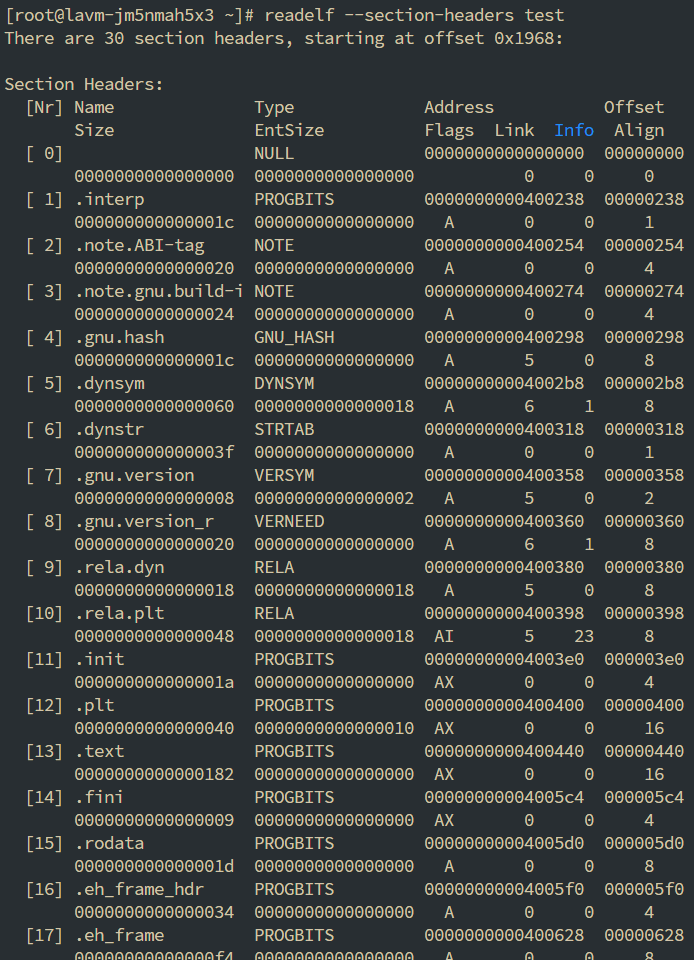 [root@lavm-jm5nmah5x3 ~]# readelf --section-headers test
There are 30 section headers, starting at offset 0x1968:

Section Headers:
  [Nr] Name              Type             Address           Offset
       Size              EntSize          Flags  Link  Info  Align
  [ 0]                   NULL             0000000000000000  00000000
       0000000000000000  0000000000000000           0     0     0
  [ 1] .interp           PROGBITS         0000000000400238  00000238
       000000000000001c  0000000000000000   A       0     0     1
  [ 2] .note.ABI-tag     NOTE             0000000000400254  00000254
       0000000000000020  0000000000000000   A       0     0     4
  [ 3] .note.gnu.build-i NOTE             0000000000400274  00000274
       0000000000000024  0000000000000000   A       0     0     4
  [ 4] .gnu.hash         GNU_HASH         0000000000400298  00000298
       000000000000001c  0000000000000000   A       5     0     8
  [ 5] .dynsym           DYNSYM           00000000004002b8  000002b8
       0000000000000060  0000000000000018   A       6     1     8
  [ 6] .dynstr           STRTAB           0000000000400318  00000318
       000000000000003f  0000000000000000   A       0     0     1
  [ 7] .gnu.version      VERSYM           0000000000400358  00000358
       0000000000000008  0000000000000002   A       5     0     2
  [ 8] .gnu.version_r    VERNEED          0000000000400360  00000360
       0000000000000020  0000000000000000   A       6     1     8
  [ 9] .rela.dyn         RELA             0000000000400380  00000380
       0000000000000018  0000000000000018   A       5     0     8
  [10] .rela.plt         RELA             0000000000400398  00000398
       0000000000000048  0000000000000018  AI       5    23     8
  [11] .init             PROGBITS         00000000004003e0  000003e0
       000000000000001a  0000000000000000  AX       0     0     4
  [12] .plt              PROGBITS         0000000000400400  00000400
       0000000000000040  0000000000000010  AX       0     0     16
  [13] .text             PROGBITS         0000000000400440  00000440
       0000000000000182  0000000000000000  AX       0     0     16
  [14] .fini             PROGBITS         00000000004005c4  000005c4
       0000000000000009  0000000000000000  AX       0     0     4
  [15] .rodata           PROGBITS         00000000004005d0  000005d0
       000000000000001d  0000000000000000   A       0     0     8
  [16] .eh_frame_hdr     PROGBITS         00000000004005f0  000005f0
       0000000000000034  0000000000000000   A       0     0     4
  [17] .eh_frame         PROGBITS         0000000000400628  00000628
       00000000000000f4  0000000000000000   A       0     0     8